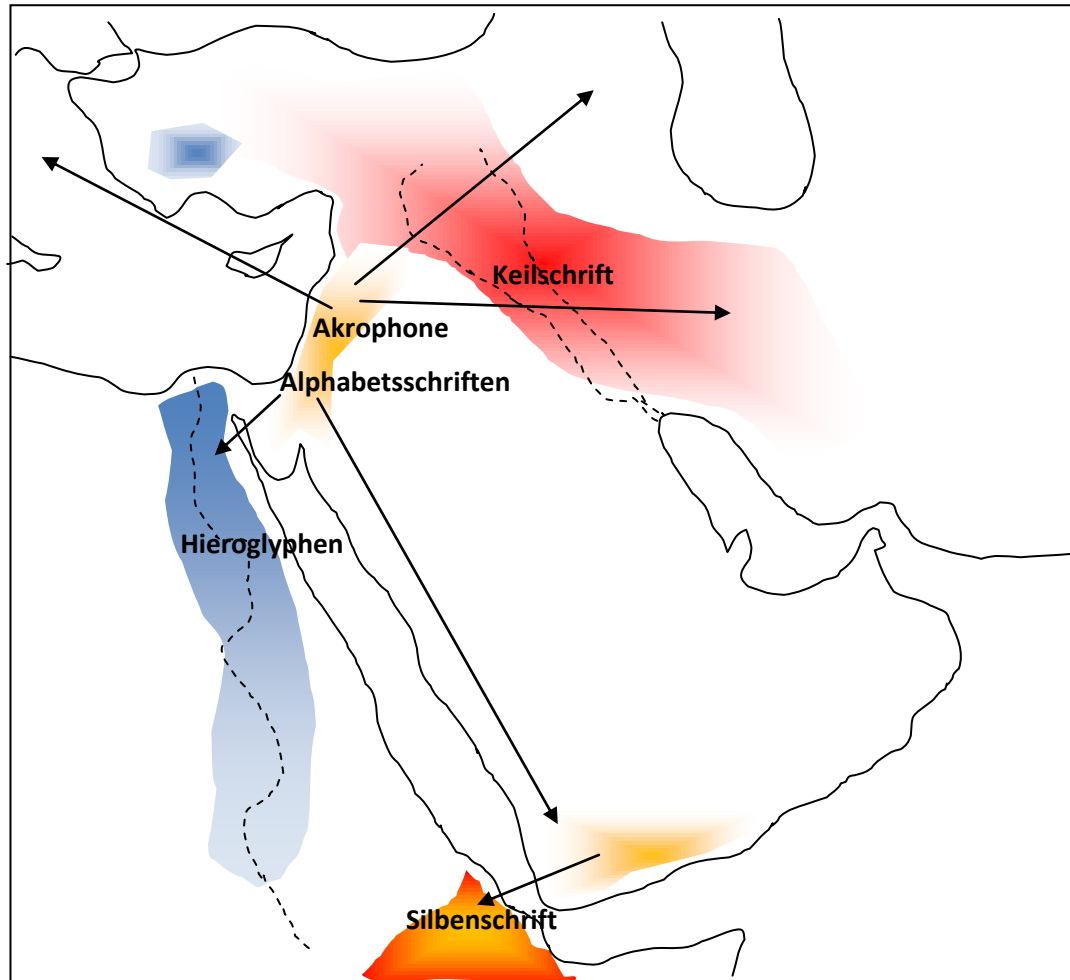 Keilschrift
Akrophone
Alphabetsschriften
Hieroglyphen
Silbenschrift